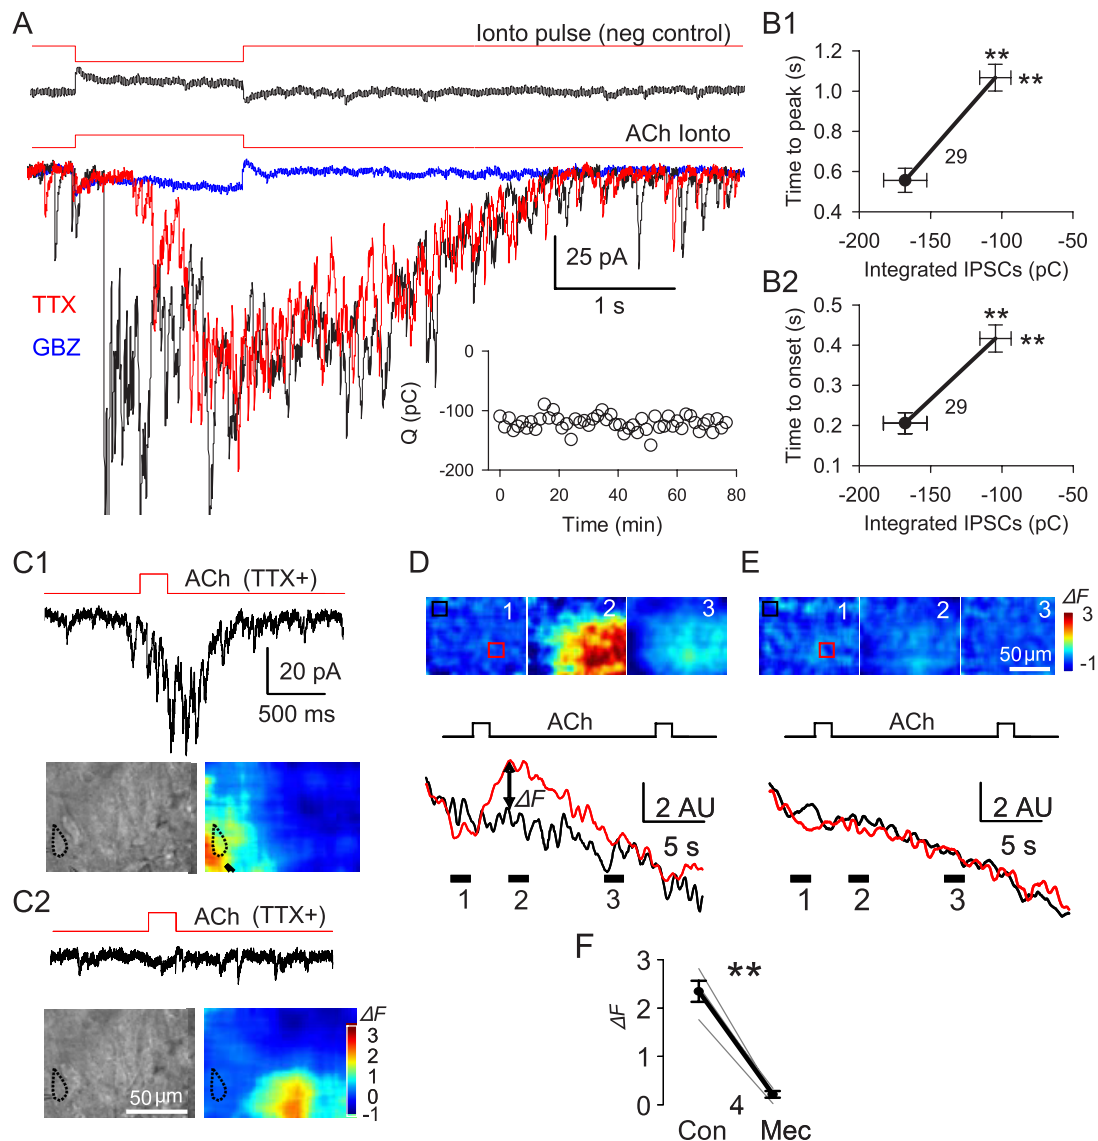 A
Ionto pulse (neg control)
ACh Ionto
TTX
GBZ
25 pA
1 s
Q (pC)
0
-100
-200
0 20 40 60 80
Time (min)
B1
Time to peak (s)
1.2
1.0
0.8
0.6
0.4
**
**
29
-200 -150 -100 -50
Integrated IPSCs (pC)
B2
Time to onset (s)
0.5
0.4
0.3
0.2
0.1
**
**
29
-200 -150 -100 -50
Integrated IPSCs (pC)
C1
ACh (TTX+)
20 pA
500 ms
C2
ACh (TTX+)
50 µm
ΔF
3
2
1
0
-1
D
1 2 3
ACh
ΔF
2 AU
5 s
1 2 3
E
1 2 3
50 µm
ΔF
3
-1
ACh
2 AU
5 s
1 2 3
F
ΔF
3
2
1
0
**
4
Con Mec